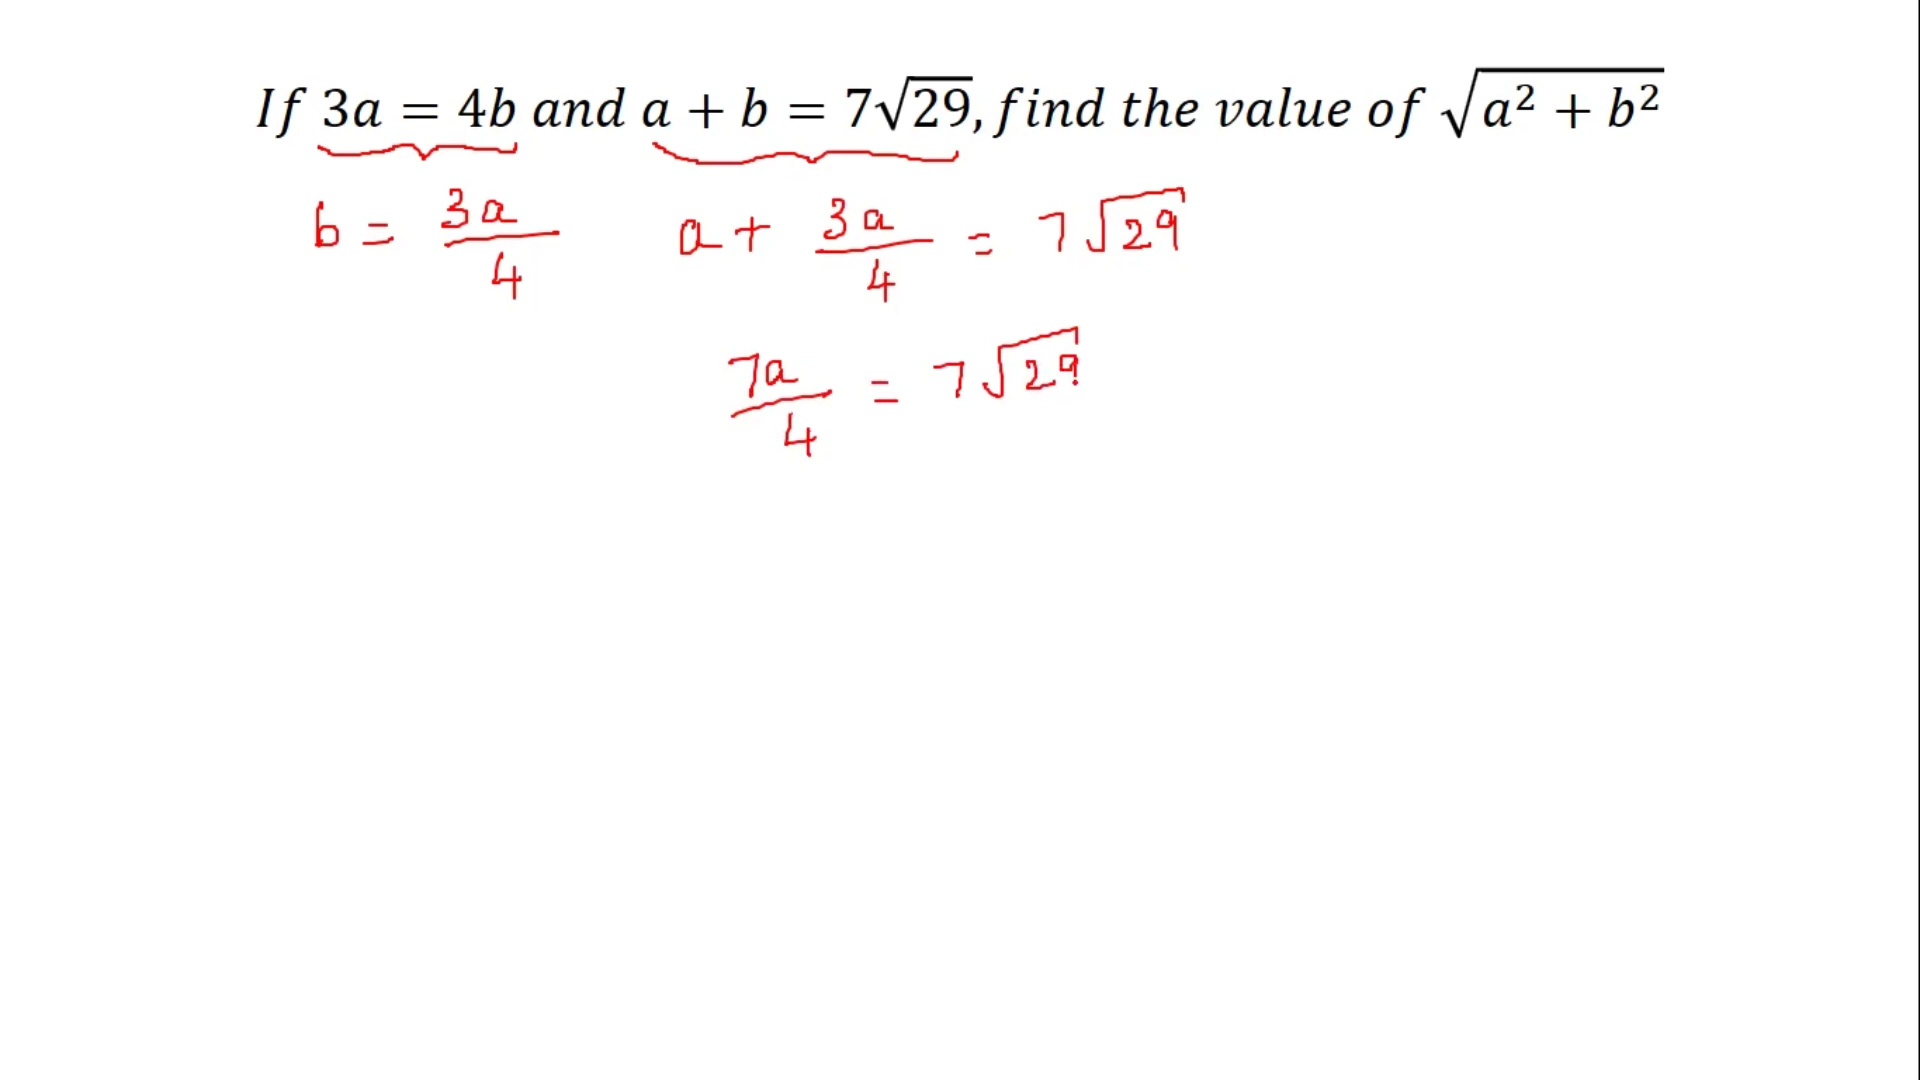 If 3a = 4b and a + b = 7√29, find the value of √(a² + b²)
b = 3a/4 a + 3a/4 = 7√29
7a/4 = 7√29